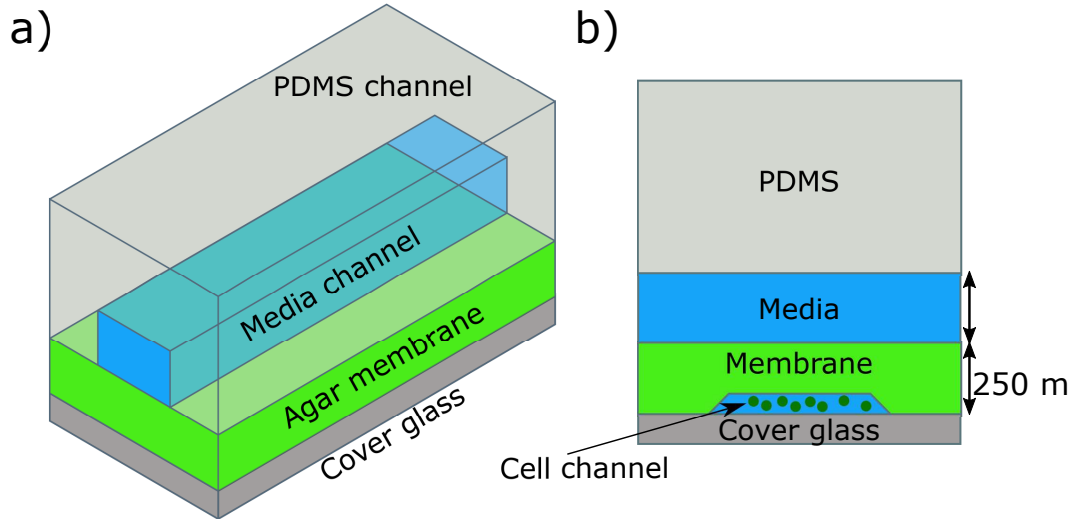 a)
PDMS channel
Media channel
Agar membrane
Cover glass
b)
PDMS
Media
Membrane
250 m
Cover glass
Cell channel